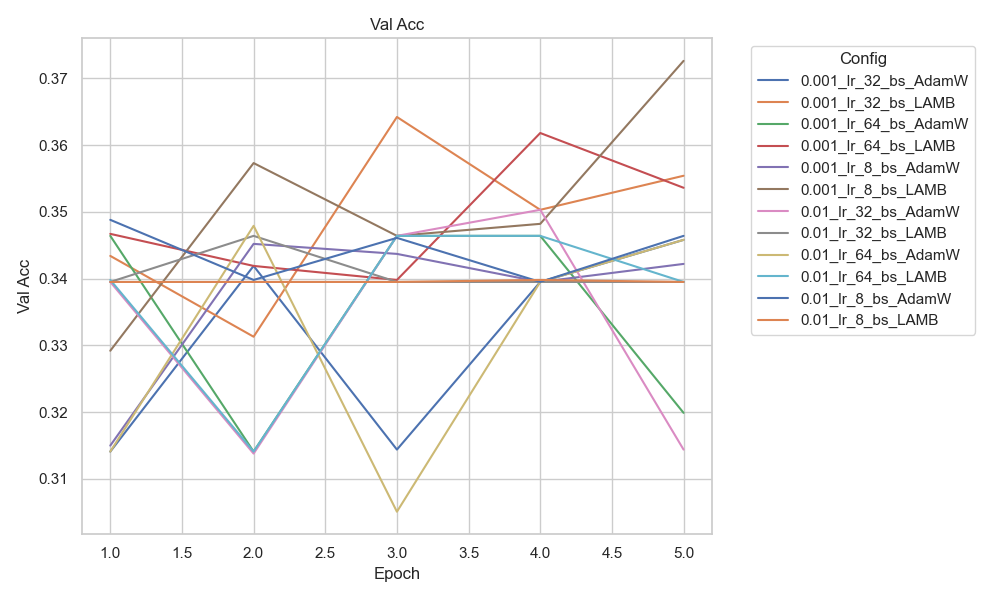 Val Acc
Val Acc
0.37
0.36
0.35
0.34
0.33
0.32
0.31
1.0 1.5 2.0 2.5 3.0 3.5 4.0 4.5 5.0
Epoch
Config
0.001_lr_32_bs_AdamW
0.001_lr_32_bs_LAMB
0.001_lr_64_bs_AdamW
0.001_lr_64_bs_LAMB
0.001_lr_8_bs_AdamW
0.001_lr_8_bs_LAMB
0.01_lr_32_bs_AdamW
0.01_lr_32_bs_LAMB
0.01_lr_64_bs_AdamW
0.01_lr_64_bs_LAMB
0.01_lr_8_bs_AdamW
0.01_lr_8_bs_LAMB